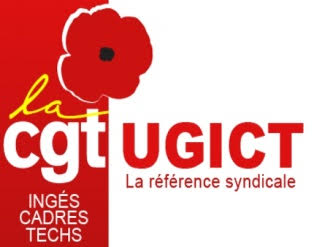 la
cgt UGICT
La référence syndicale
INGÉS
CADRES
TECHS